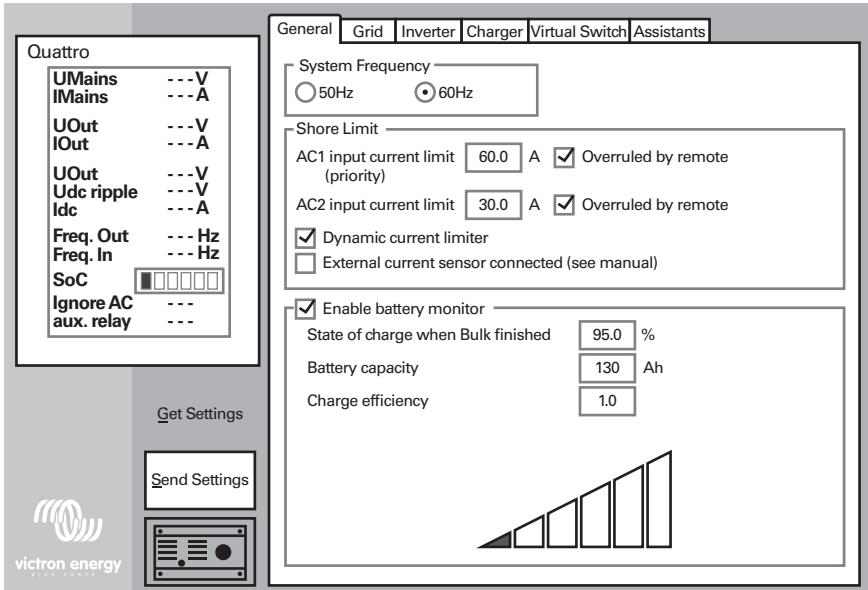 Quattro
UMains ---V
IMains ---A
UOut ---V
IOut ---A
UOut ---V
Udc ripple ---V
Idc ---A
Freq. Out ---Hz
Freq. In ---Hz
SoC
Ignore AC ---
aux. relay ---
Get Settings
Send Settings
victron energy
BLUE POWER
General Grid Inverter Charger Virtual Switch Assistants
System Frequency
50Hz 60Hz
Shore Limit
AC1 input current limit 60.0 A Overruled by remote
(priority)
AC2 input current limit 30.0 A Overruled by remote
Dynamic current limiter
External current sensor connected (see manual)
Enable battery monitor
State of charge when Bulk finished 95.0 %
Battery capacity 130 Ah
Charge efficiency 1.0